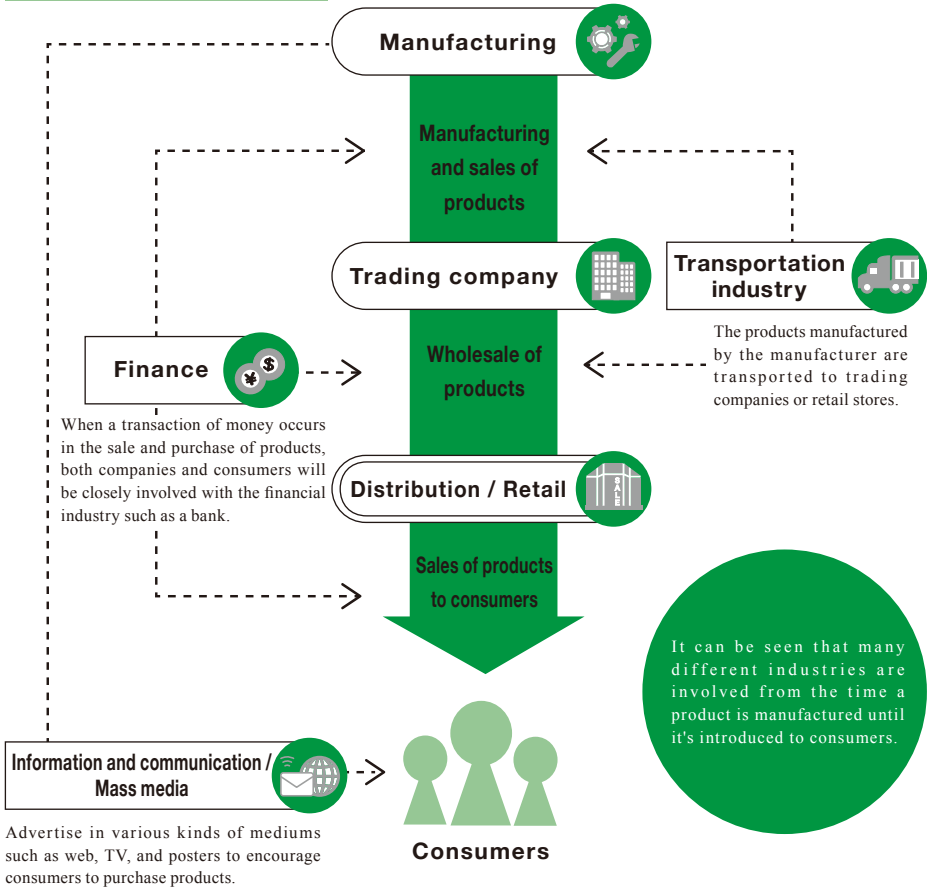 Manufacturing
Manufacturing
and sales of
products
Trading company
Transportation
industry
The products manufactured
by the manufacturer are
transported to trading
companies or retail stores.
Finance
¥ $
When a transaction of money occurs
in the sale and purchase of products,
both companies and consumers will
be closely involved with the financial
industry such as a bank.
Wholesale of
products
Distribution / Retail
SALE
Sales of products
to consumers
It can be seen that many
different industries are
involved from the time a
product is manufactured until
it's introduced to consumers.
Information and communication /
Mass media
Advertise in various kinds of mediums
such as web, TV, and posters to encourage
consumers to purchase products.
Consumers